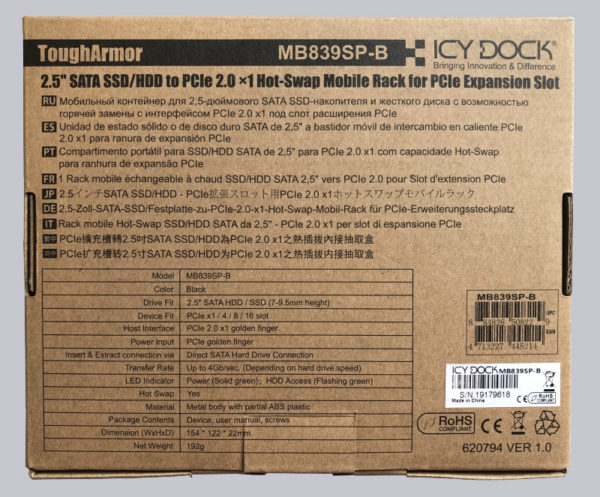 ToughArmor MB839SP-B ICY DOCK®
Bringing Innovation & Difference
2.5" SATA SSD/HDD to PCIe 2.0 ×1 Hot-Swap Mobile Rack for PCIe Expansion Slot
RU Мобильный контейнер для 2,5-дюймового SATA SSD-накопителя и жесткого диска с возможностью
горячей замены с интерфейсом PCIe 2.0 x1 под слот расширения PCIe
ES Unidad de estado sólido o de disco duro SATA de 2,5" a bastidor móvil de intercambio en caliente PCIe
2.0 x1 para ranura de expansión PCIe
PT Compartimento portátil para SSD/HDD SATA de 2,5" para PCIe 2.0 x1 com capacidade Hot-Swap
para ranhura de expansão PCIe
FR 1 Rack mobile échangeable à chaud SSD/HDD SATA 2,5" vers PCIe 2.0 pour Slot d'extension PCIe
JP 2.5インチSATA SSD/HDD - PCIe拡張スロット用PCIe 2.0 x1ホットスワップモバイルラック
DE 2,5-Zoll-SATA-SSD/Festplatte-zu-PCIe-2.0-x1-Hot-Swap-Mobil-Rack für PCIe-Erweiterungssteckplatz
IT Rack mobile Hot-Swap SSD/HDD SATA da 2,5" - PCIe 2.0 x1 per slot di espansione PCIe
繁中 PCIe擴充槽轉2.5吋SATA SSD/HDD為PCIe 2.0 x1之熱插拔內接抽取盒
简中 PCIe扩充槽转2.5寸SATA SSD/HDD为PCIe 2.0 x1之热插拔内接抽取盒
Model MB839SP-B
Color Black
Drive Fit 2.5" SATA HDD / SSD (7-9.5mm height)
Device Fit PCIe x1 / 4 / 8 / 16 slot
Host Interface PCIe 2.0 x1 golden finger
Power Input PCIe golden finger
Insert & Extract connection via Direct SATA Hard Drive Connection
Transfer Rate Up to 4Gb/sec. (Depending on hard drive speed)
LED Indicator Power (Solid green); HDD Access (Flashing green)
Hot Swap Yes
Material Metal body with partial ABS plastic
Package Contents Device, user manual, screws
Dimension (WxHxD) 154 * 122 * 22mm
Net Weight 192g
MB839SP-B
UPC
EAN
4 713227 448214
ICY DOCK MB839SP-B
S/N 19179618
Made in China
CE RoHS COMPLIANT
RoHS COMPLIANT CE
620794 VER 1.0